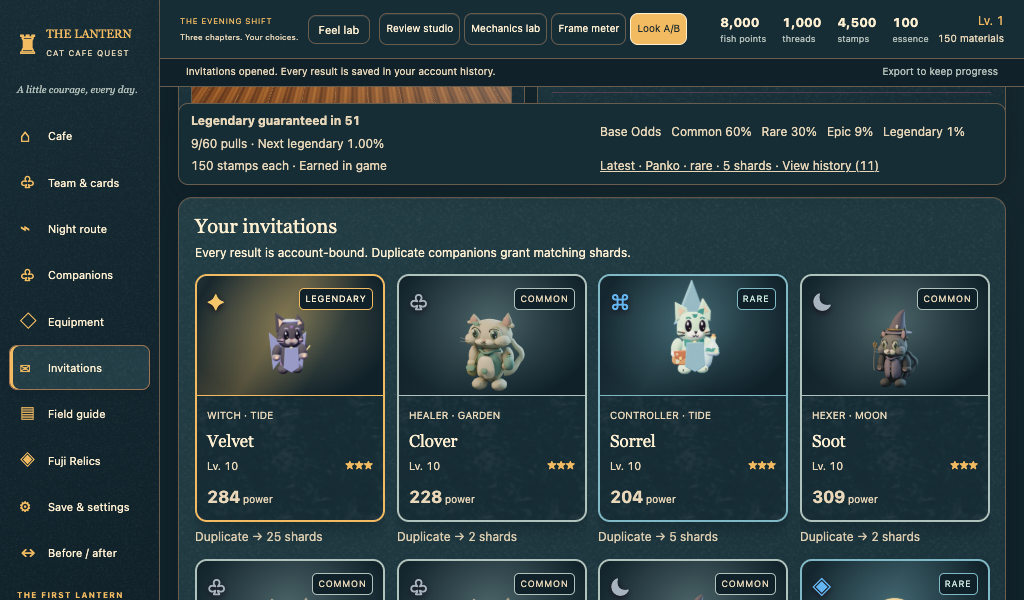 THE LANTERN
CAT CAFE QUEST
A little courage, every day.
Cafe
Team & cards
Night route
Companions
Equipment
Invitations
Field guide
Fuji Relics
Save & settings
Before / after
THE FIRST LANTERN
THE EVENING SHIFT
Three chapters. Your choices.
Feel lab
Review studio
Mechanics lab
Frame meter
Look A/B
8,000
fish points
1,000
threads
4,500
stamps
100
essence
Lv. 1
150 materials
Invitations opened. Every result is saved in your account history.
Export to keep progress
Legendary guaranteed in 51
9/60 pulls · Next legendary 1.00%
150 stamps each · Earned in game
Base Odds Common 60% Rare 30% Epic 9% Legendary 1%
Latest · Panko · rare · 5 shards · View history (11)
Your invitations
Every result is account-bound. Duplicate companions grant matching shards.
LEGENDARY
WITCH · TIDE
Velvet
Lv. 10 ★★★
284 power
Duplicate → 25 shards
COMMON
HEALER · GARDEN
Clover
Lv. 10 ★★★
228 power
Duplicate → 2 shards
RARE
CONTROLLER · TIDE
Sorrel
Lv. 10 ★★★
204 power
Duplicate → 5 shards
COMMON
HEXER · MOON
Soot
Lv. 10 ★★★
309 power
Duplicate → 2 shards
COMMON
COMMON
COMMON
RARE